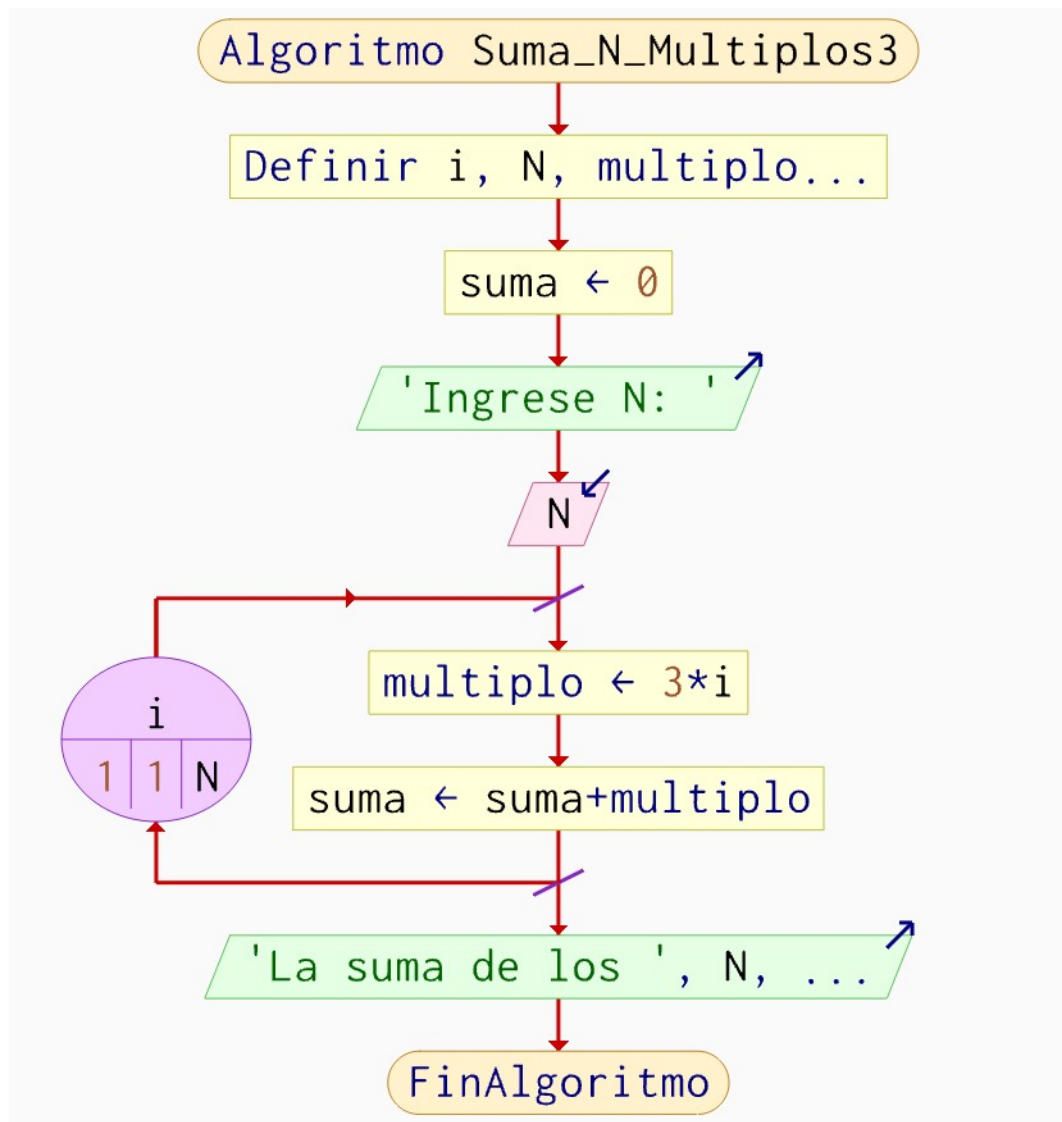 Algoritmo Suma_N_Multiplos3
Definir i, N, multiplo...
suma ← 0
'Ingrese N: '
N
multiplo ← 3*i
i
1 1 N
suma ← suma+multiplo
'La suma de los ', N, ...
FinAlgoritmo